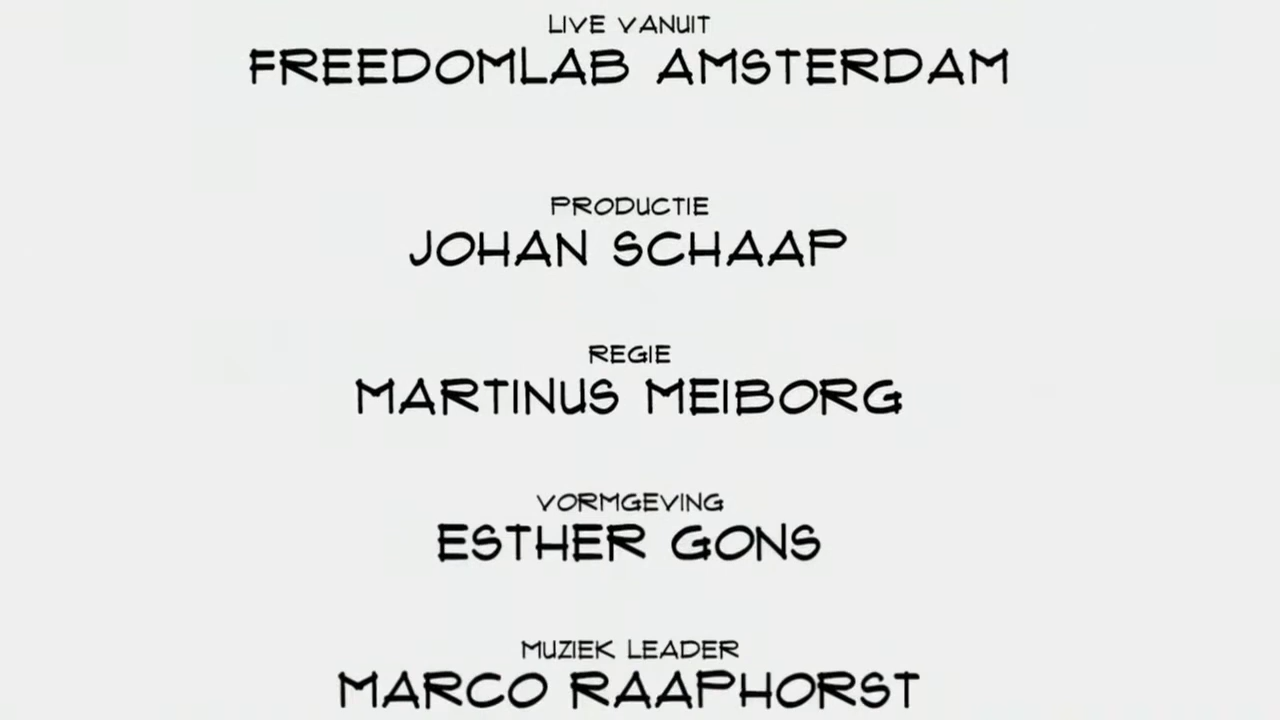 LIVE VANUIT
FREEDOMLAB AMSTERDAM
PRODUCTIE
JOHAN SCHAAP
REGIE
MARTINUS MEIBORG
VORMGEVING
ESTHER GONS
MUZIEK LEADER
MARCO RAAPHORST